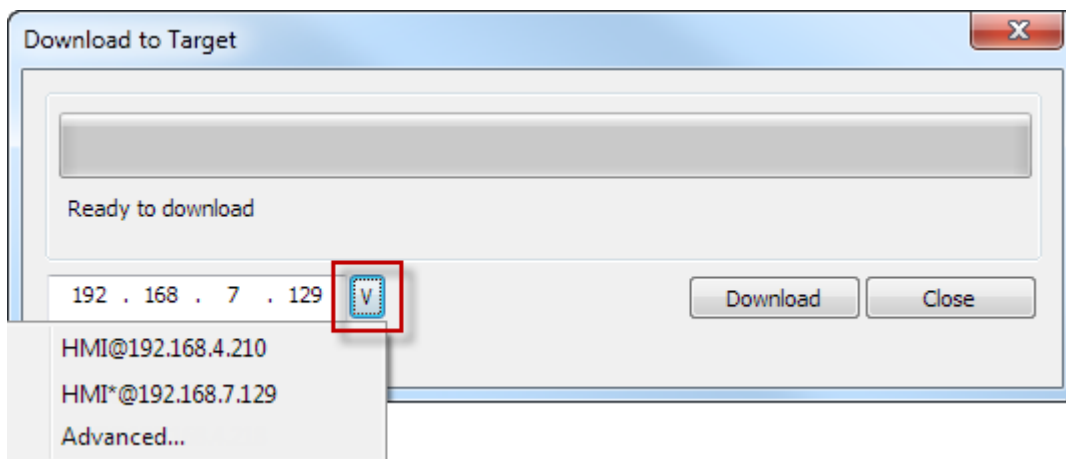 Download to Target
X
Ready to download
192 . 168 . 7 . 129 V Download Close
HMI@192.168.4.210
HMI*@192.168.7.129
Advanced...